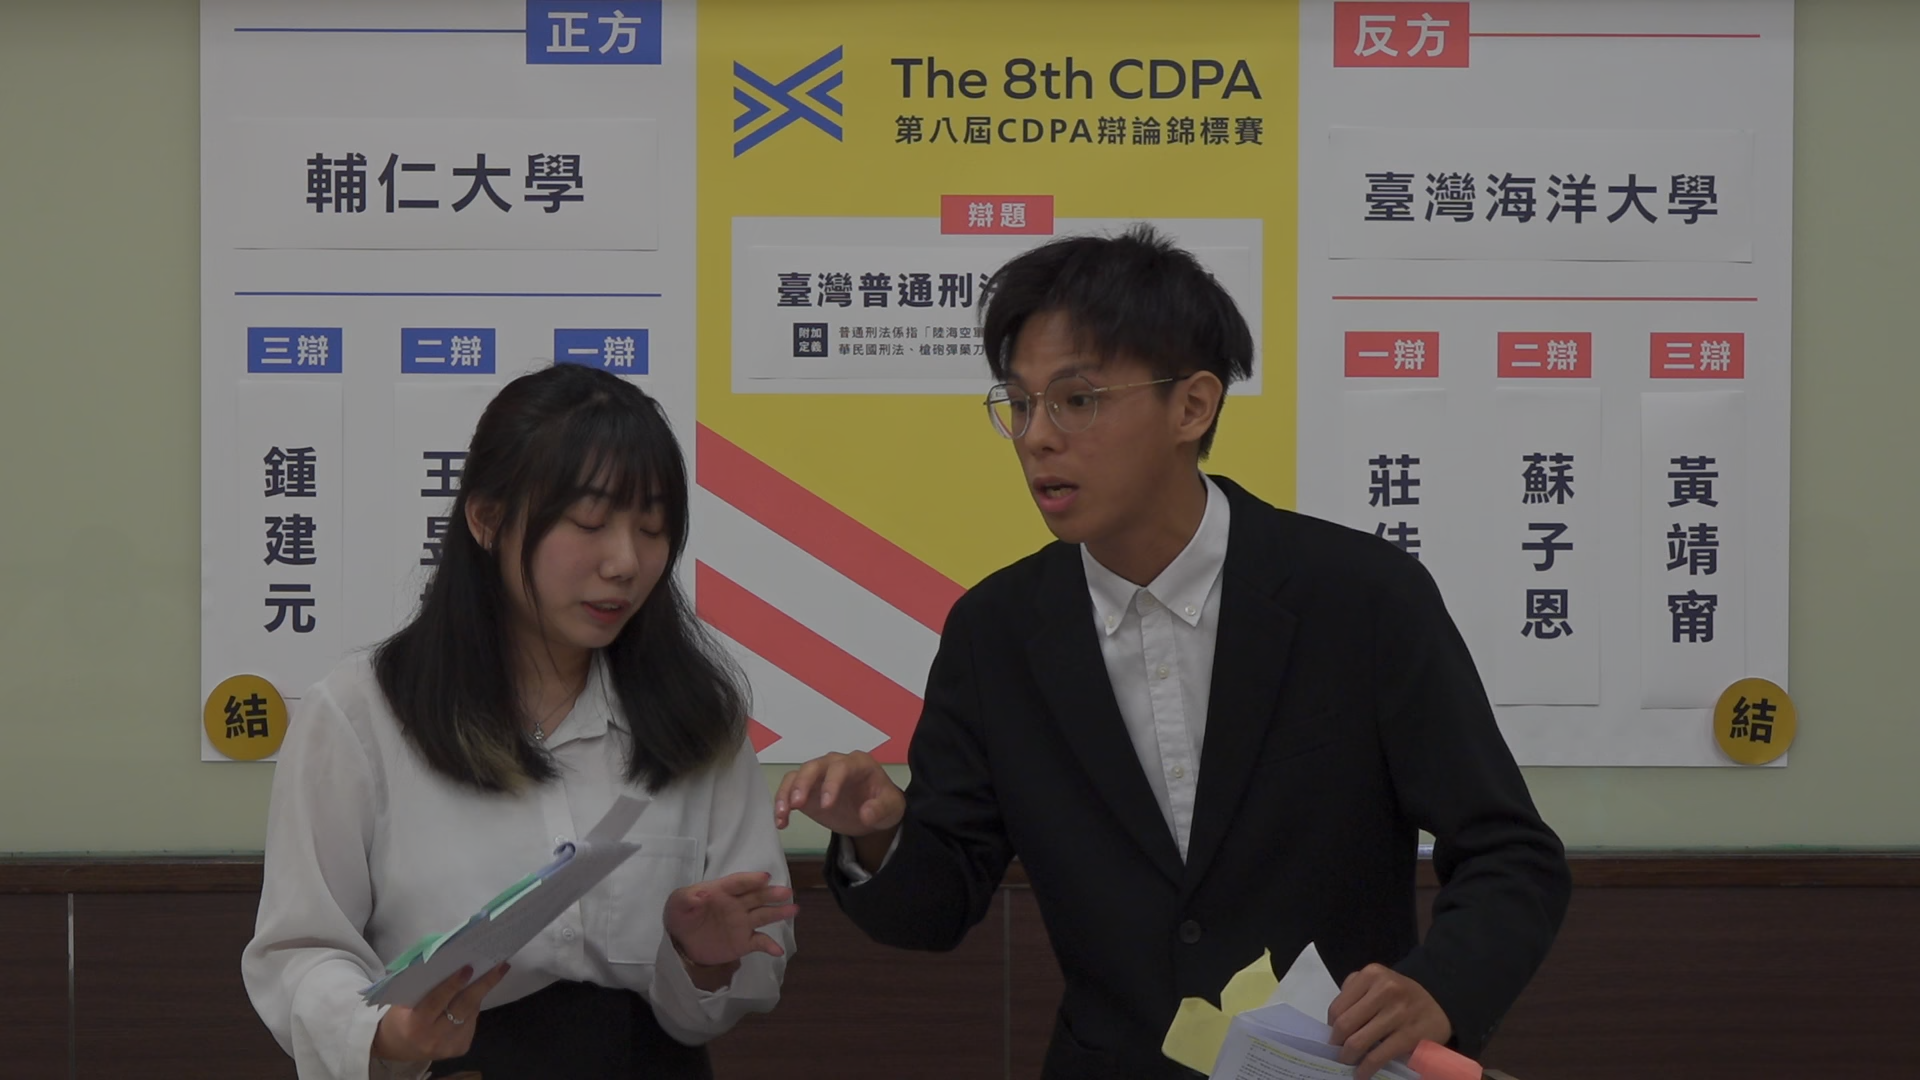 正方
輔仁大學
三辯
二辯
一辯
鍾建元
結
The 8th CDPA
第八屆CDPA辯論錦標賽
辯題
臺灣普通刑
附加定義
普通刑法係指「陸海空軍
華民國刑法、槍砲彈藥刀
反方
臺灣海洋大學
一辯
二辯
三辯
莊佳
蘇子恩
黃靖甯
結